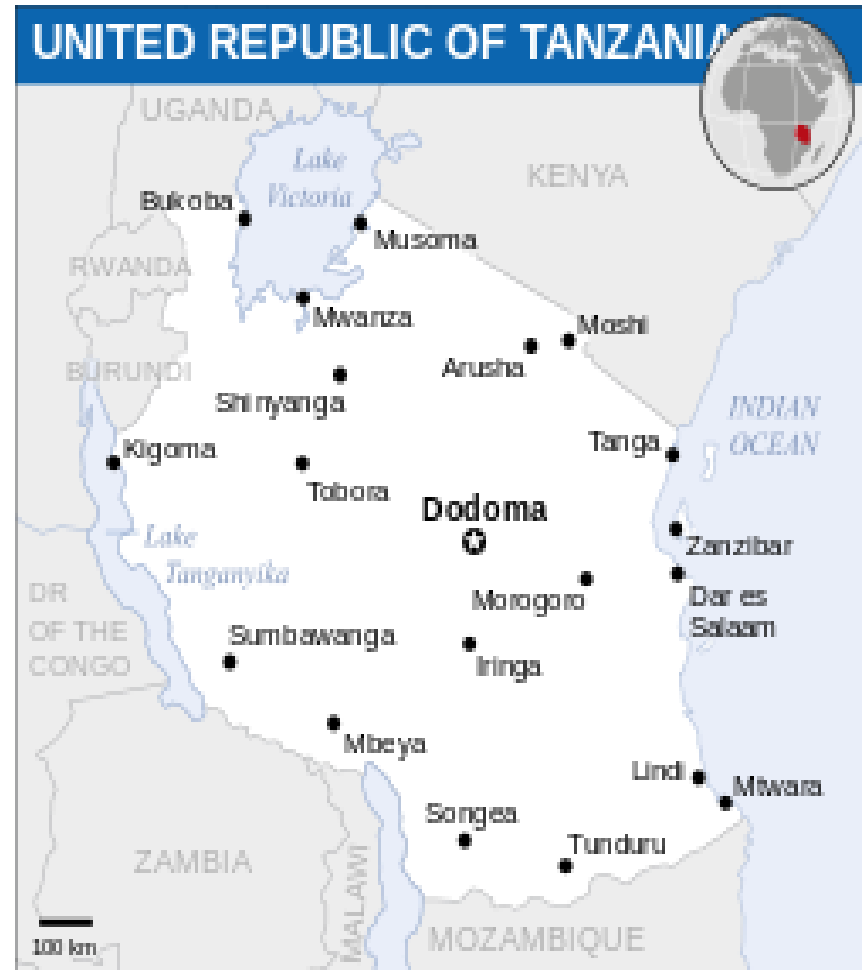 UNITED REPUBLIC OF TANZANIA
UGANDA
Lake
Victoria
KENYA
Bukoba
Musoma
RWANDA
Mwanza
Moshi
Arusha
BURUNDI
Shinyanga
INDIAN
OCEAN
Kigoma
Tanga
Tobora
Dodoma
Lake
Tanganyika
Zanzibar
DR
OF THE
CONGO
Morogoro
Dar es
Salaam
Sumbawanga
Iringa
Mbeya
Lindi
Mtwara
Songea
Tunduru
ZAMBIA
MALAWI
MOZAMBIQUE
100 km